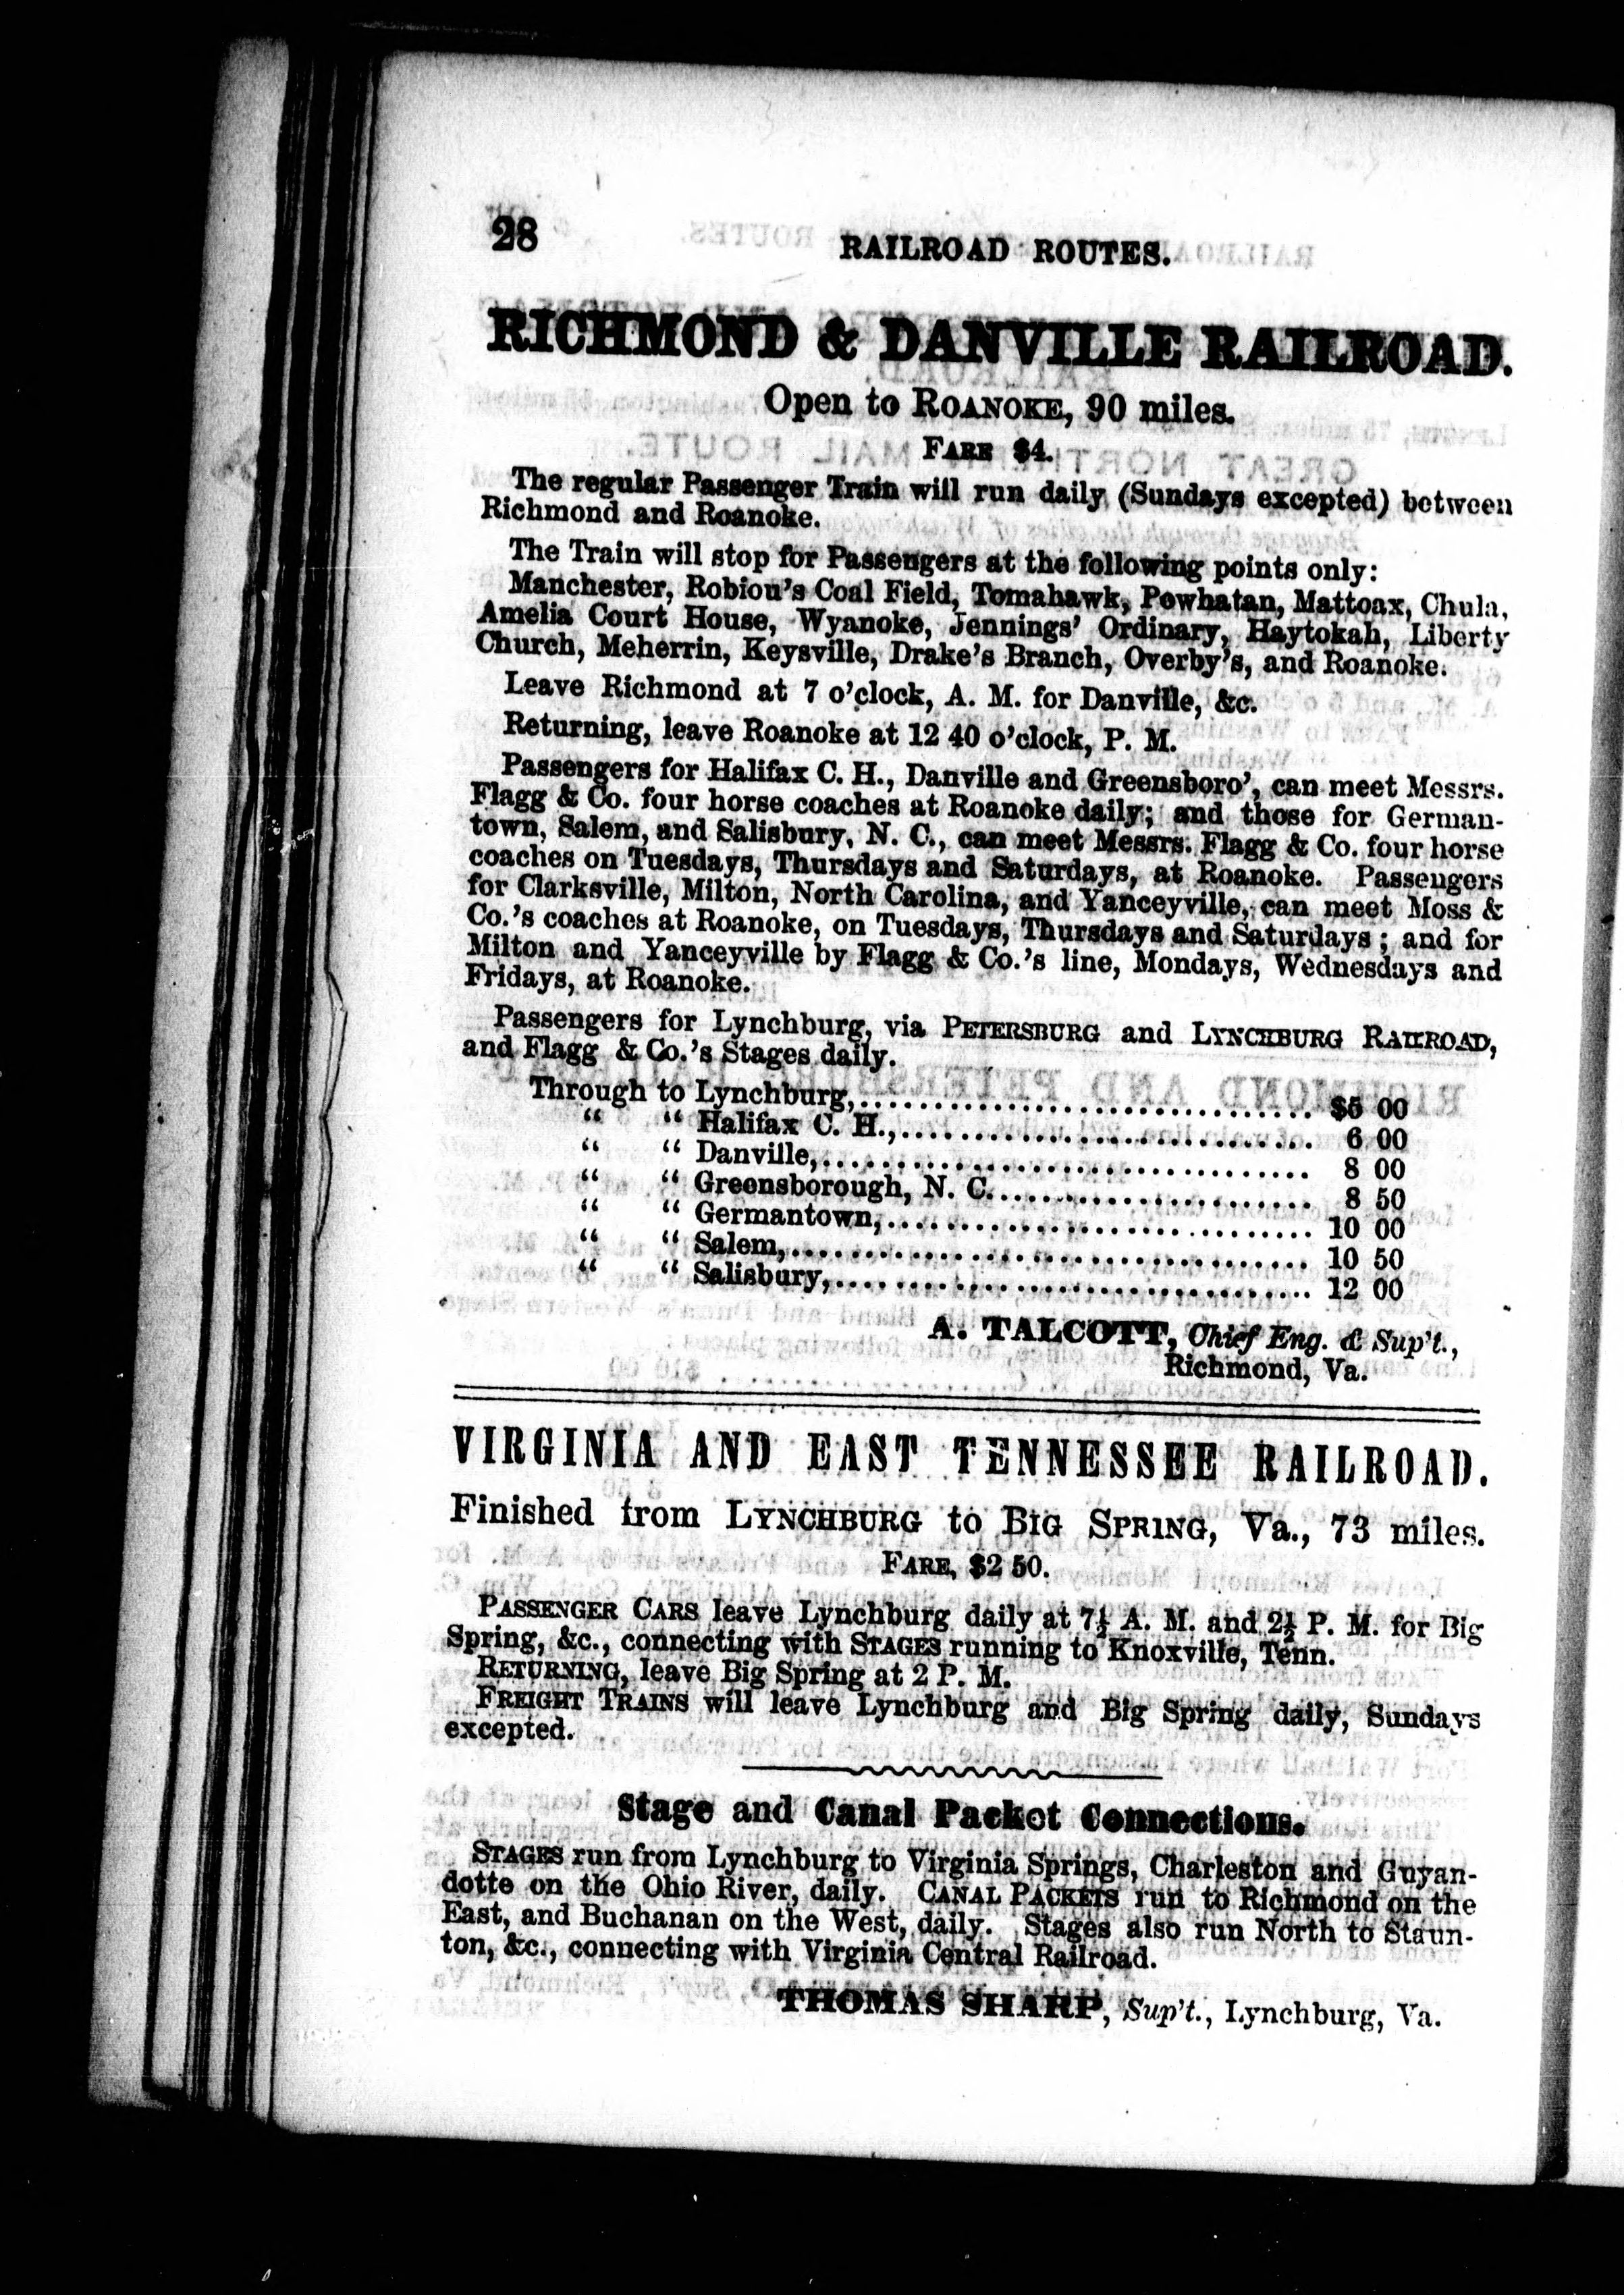 28
RAILROAD ROUTES.
RICHMOND & DANVILLE RAILROAD.
Open to ROANOKE, 90 miles.
FARE $4.
The regular Passenger Train will run daily (Sundays excepted) between
Richmond and Roanoke.
The Train will stop for Passengers at the following points only:
Manchester, Robiou's Coal Field, Tomahawk, Powhatan, Mattoax, Chula,
Amelia Court House, Wyanoke, Jennings' Ordinary, Haytokah, Liberty
Church, Meherrin, Keysville, Drake's Branch, Overby's, and Roanoke.
Leave Richmond at 7 o'clock, A. M. for Danville, &c.
Returning, leave Roanoke at 12 40 o'clock, P. M.
Passengers for Halifax C. H., Danville and Greensboro', can meet Messrs.
Flagg & Co. four horse coaches at Roanoke daily; and those for German-
town, Salem, and Salisbury, N. C., can meet Messrs. Flagg & Co. four horse
coaches on Tuesdays, Thursdays and Saturdays, at Roanoke. Passengers
for Clarksville, Milton, North Carolina, and Yanceyville, can meet Moss &
Co.'s coaches at Roanoke, on Tuesdays, Thursdays and Saturdays; and for
Milton and Yanceyville by Flagg & Co.'s line, Mondays, Wednesdays and
Fridays, at Roanoke.
Passengers for Lynchburg, via PETERSBURG and LYNCHBURG RAILROAD,
and Flagg & Co.'s Stages daily.
Through to Lynchburg,.................................. $5 00
" " Halifax C. H.,............................... 6 00
" " Danville,.................................... 8 00
" " Greensborough, N. C......................... 8 50
" " Germantown,................................. 10 00
" " Salem,...................................... 10 50
" " Salisbury,................................... 12 00
A. TALCOTT, Chief Eng. & Sup't.,
Richmond, Va.
VIRGINIA AND EAST TENNESSEE RAILROAD.
Finished from LYNCHBURG to BIG SPRING, Va., 73 miles.
FARE, $2 50.
PASSENGER CARS leave Lynchburg daily at 7½ A. M. and 2½ P. M. for Big
Spring, &c., connecting with STAGES running to Knoxville, Tenn.
RETURNING, leave Big Spring at 2 P. M.
FREIGHT TRAINS will leave Lynchburg and Big Spring daily, Sundays
excepted.
Stage and Canal Packet Connections.
STAGES run from Lynchburg to Virginia Springs, Charleston and Guyan-
dotte on the Ohio River, daily. CANAL PACKETS run to Richmond on the
East, and Buchanan on the West, daily. Stages also run North to Staun-
ton, &c., connecting with Virginia Central Railroad.
THOMAS SHARP, Sup't., Lynchburg, Va.